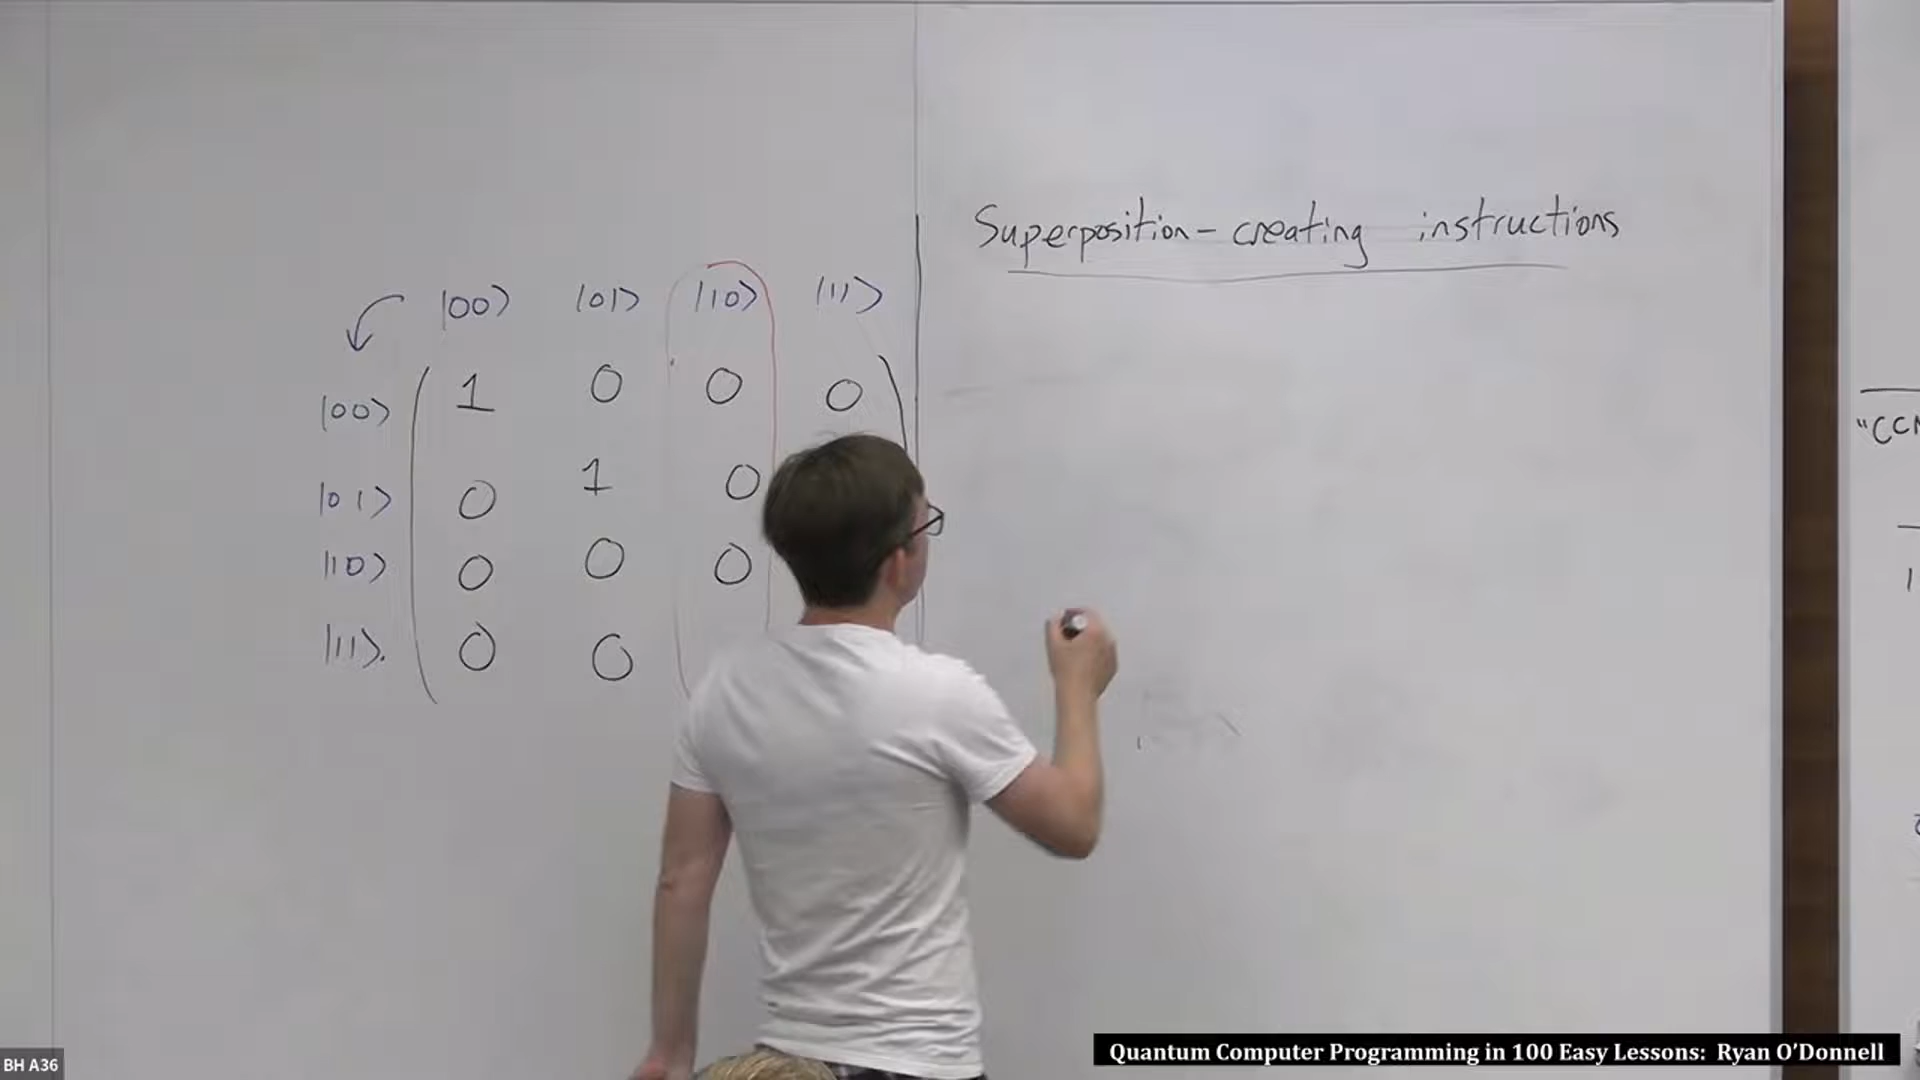 Superposition-creating instructions
|00⟩ |01⟩ |10⟩ |11⟩
|00⟩ 1 0 0 0
|01⟩ 0 1 0
|10⟩ 0 0 0
|11⟩. 0 0
"CC
BH A36
Quantum Computer Programming in 100 Easy Lessons: Ryan O'Donnell